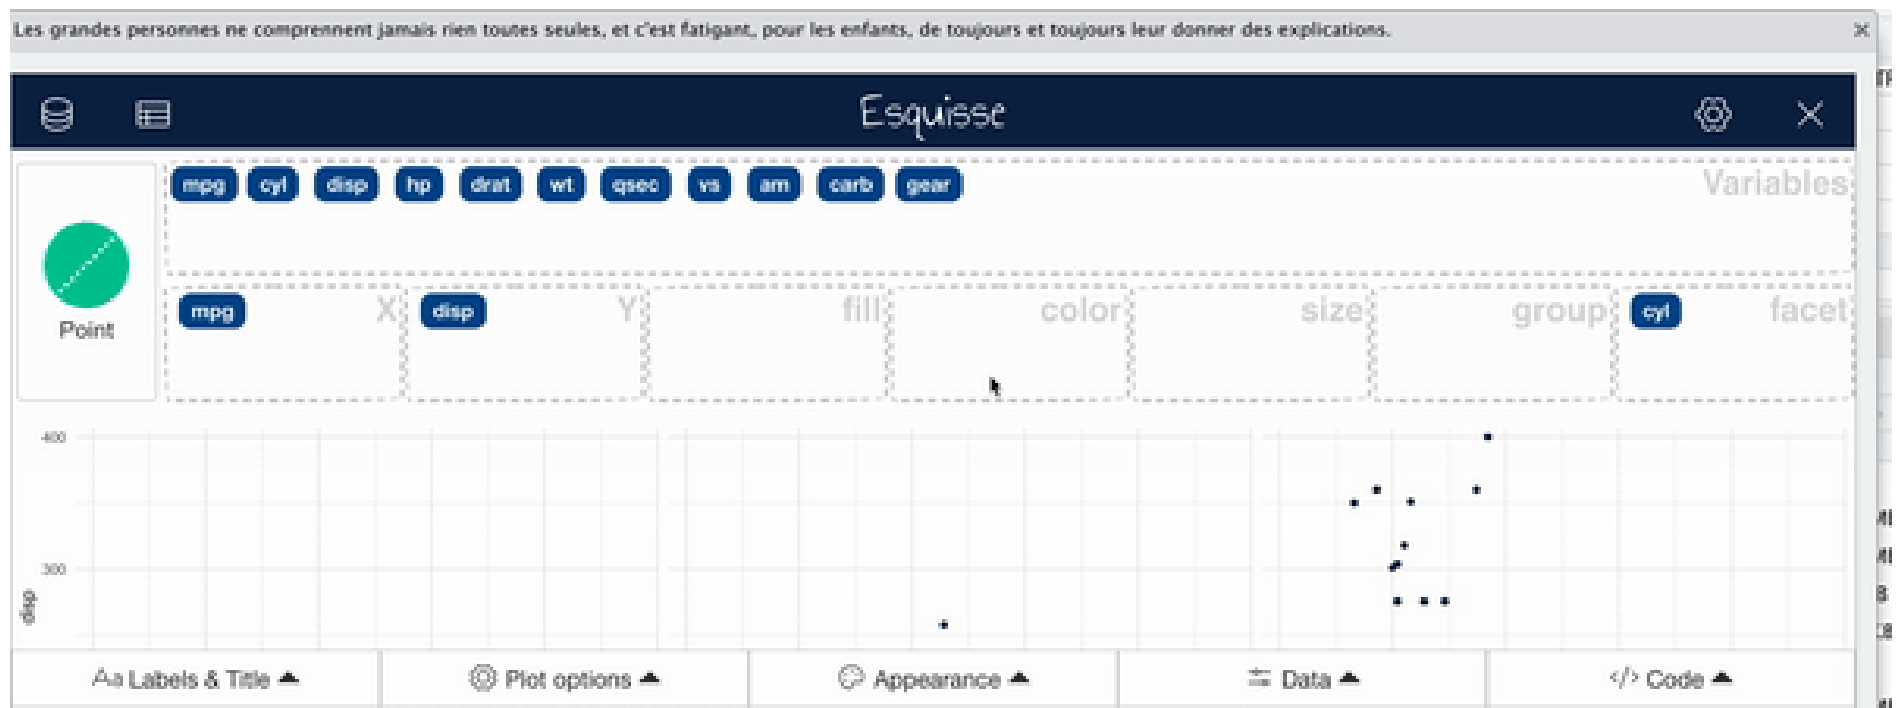 Les grandes personnes ne comprennent jamais rien toutes seules, et c'est fatigant, pour les enfants, de toujours et toujours leur donner des explications.
Esquisse
mpg cyl disp hp drat wt qsec vs am carb gear Variables
Point
mpg X disp Y fill color size group cyl facet
400
300
disp
Aa Labels & Title Plot options Appearance Data </> Code